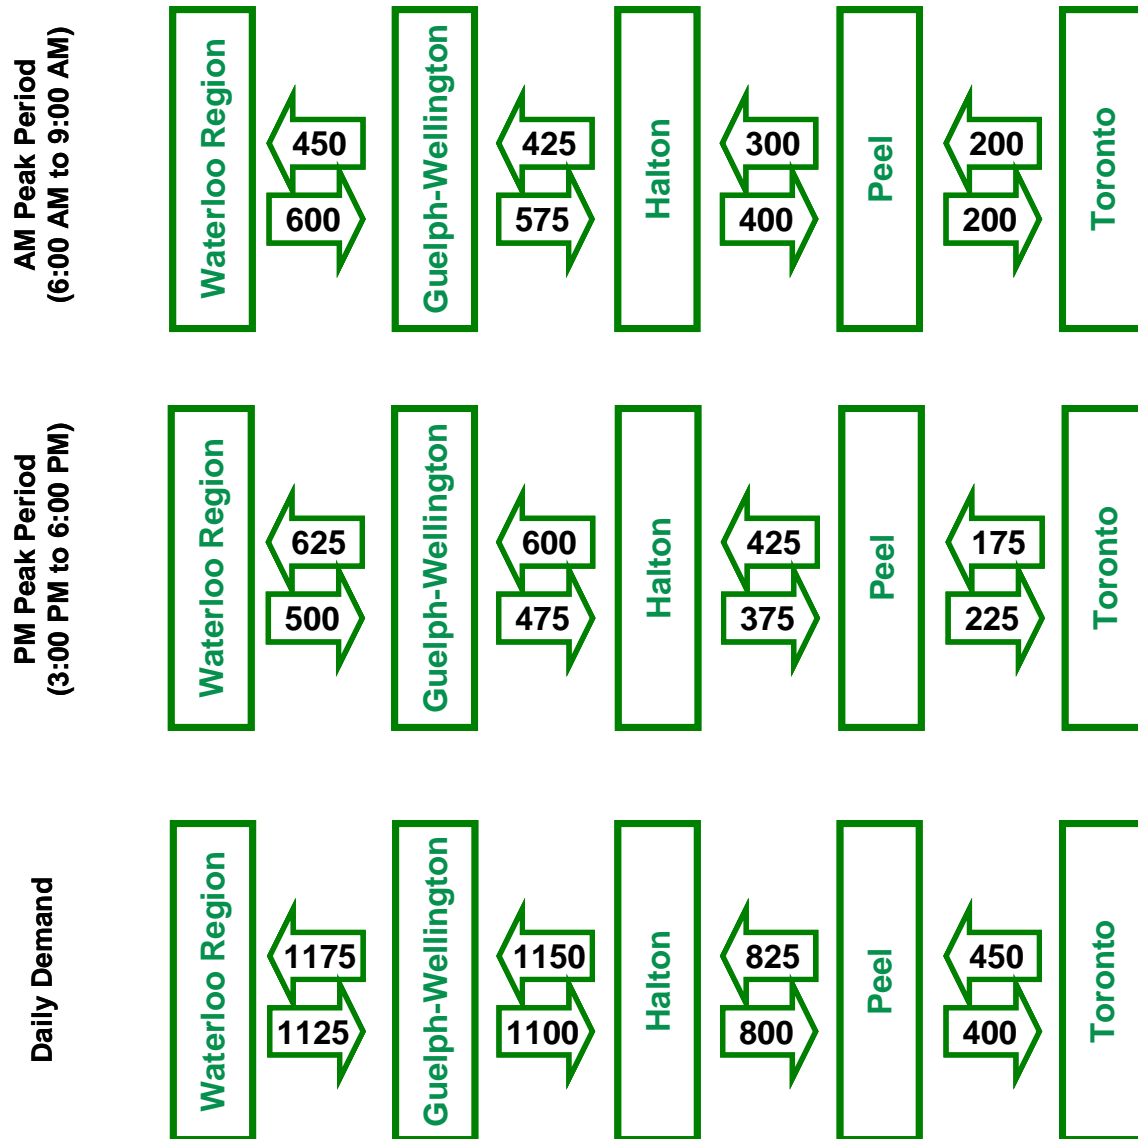 AM Peak Period
(6:00 AM to 9:00 AM)
Waterloo Region
450
600
Guelph-Wellington
425
575
Halton
300
400
Peel
200
200
Toronto
PM Peak Period
(3:00 PM to 6:00 PM)
Waterloo Region
625
500
Guelph-Wellington
600
475
Halton
425
375
Peel
175
225
Toronto
Daily Demand
Waterloo Region
1175
1125
Guelph-Wellington
1150
1100
Halton
825
800
Peel
450
400
Toronto